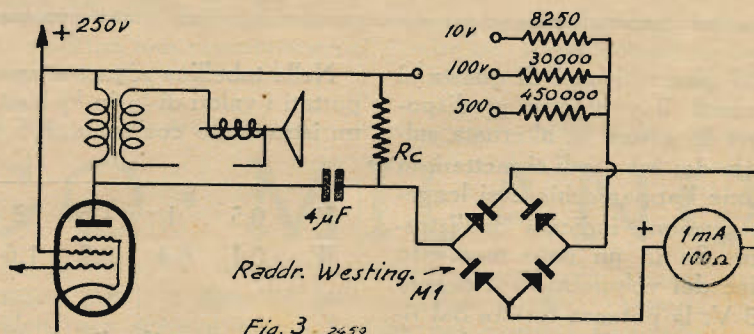 + 250v
8250
10v
30000
100v
450000
500
Rc
4µF
+
−
1mA
100Ω
Raddr. Westing.
M1
Fig. 3 2459